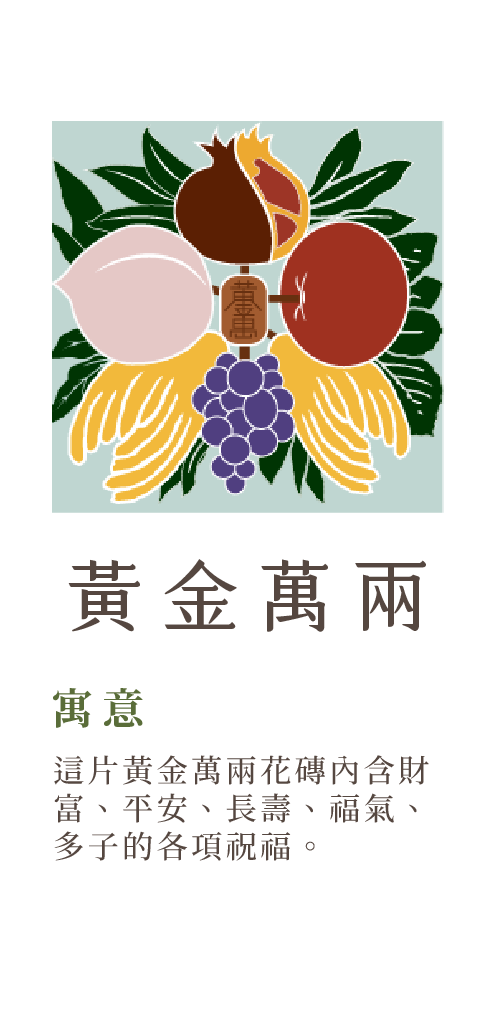 黃金萬兩
寓意
這片黃金萬兩花磚內含財
富、平安、長壽、福氣、
多子的各項祝福。